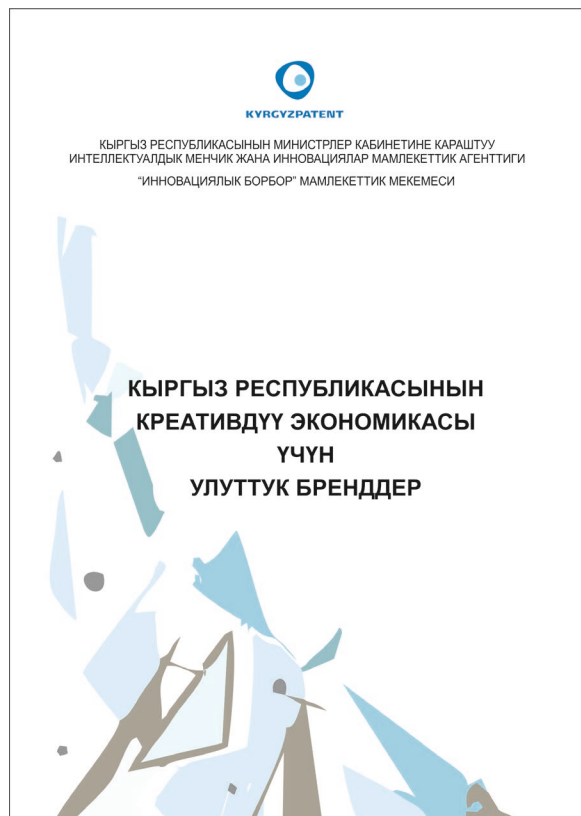 KYRGYZPATENT
КЫРГЫЗ РЕСПУБЛИКАСЫНЫН МИНИСТРЛЕР КАБИНЕТИНЕ КАРАШТУУ
ИНТЕЛЛЕКТУАЛДЫК МЕНЧИК ЖАНА ИННОВАЦИЯЛАР МАМЛЕКЕТТИК АГЕНТТИГИ
“ИННОВАЦИЯЛЫК БОРБОР” МАМЛЕКЕТТИК МЕКЕМЕСИ
КЫРГЫЗ РЕСПУБЛИКАСЫНЫН
КРЕАТИВДҮҮ ЭКОНОМИКАСЫ
ҮЧҮН
УЛУТТУК БРЕНДДЕР